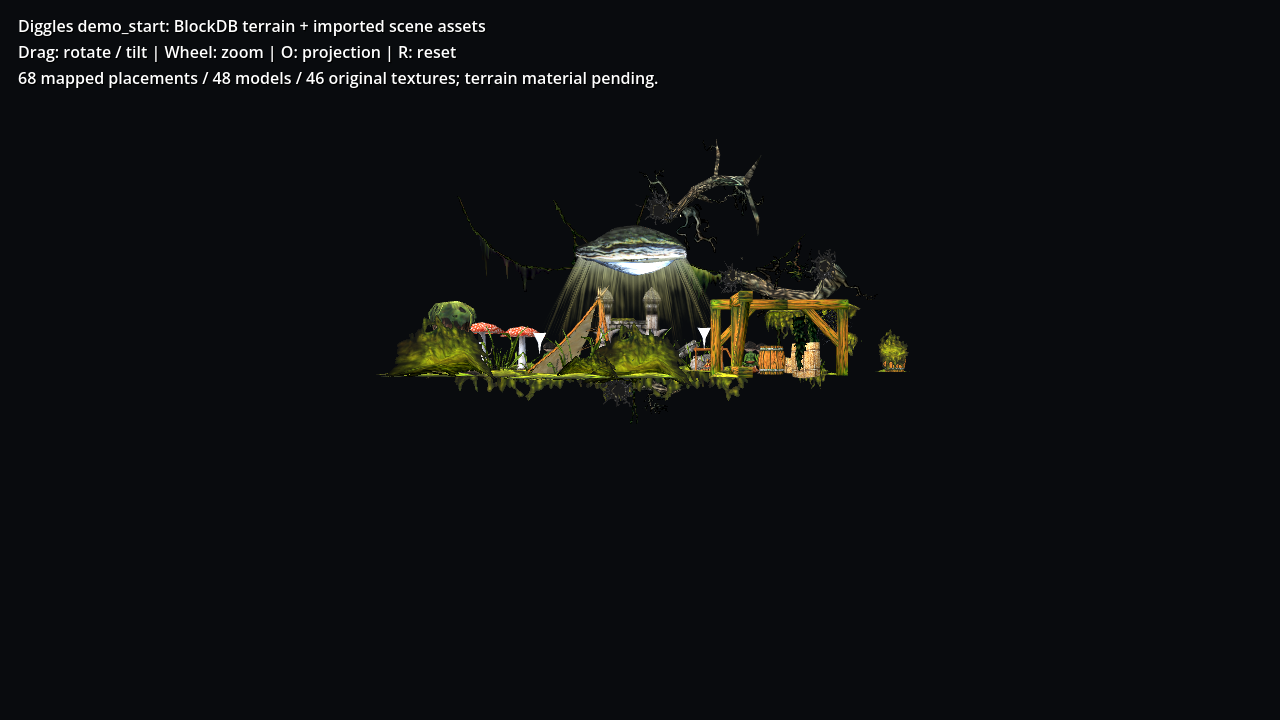 Diggles demo_start: BlockDB terrain + imported scene assets
Drag: rotate / tilt | Wheel: zoom | O: projection | R: reset
68 mapped placements / 48 models / 46 original textures; terrain material pending.